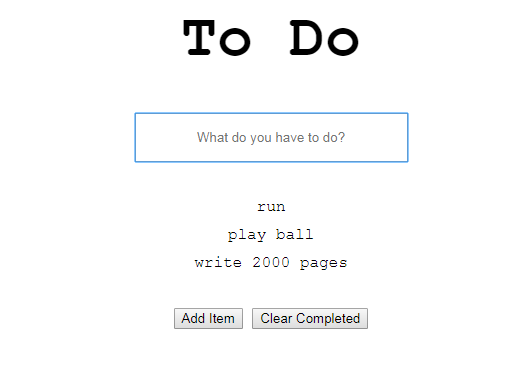 To Do
What do you have to do?
run
play ball
write 2000 pages
Add Item Clear Completed